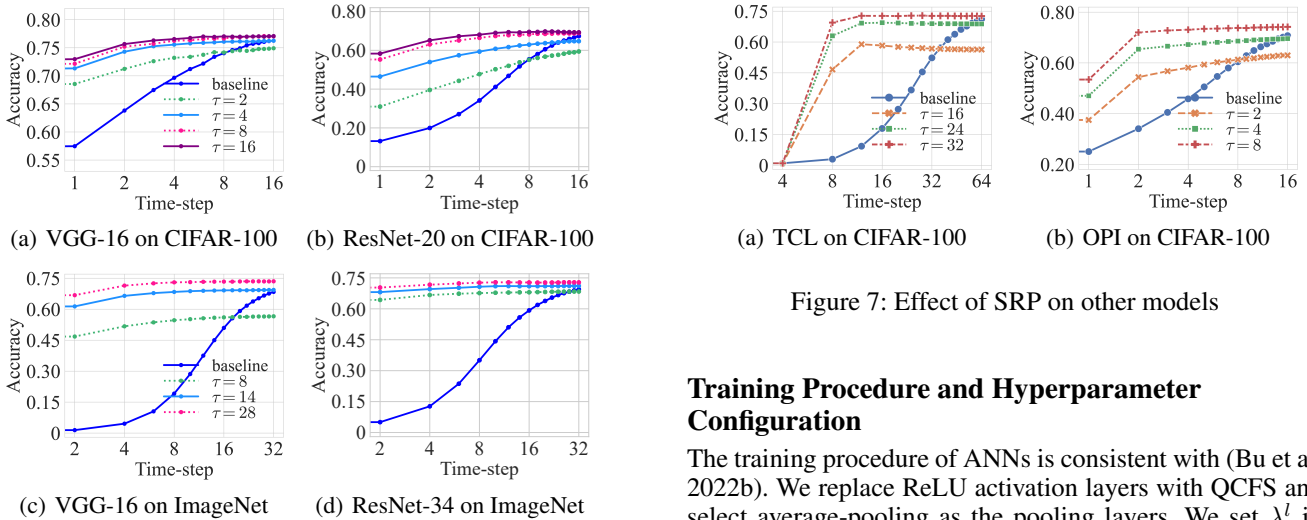 0.80
0.75
0.70
0.65
0.60
0.55
Accuracy
baseline
τ = 2
τ = 4
τ = 8
τ = 16
1 2 4 8 16
Time-step
(a) VGG-16 on CIFAR-100
0.80
0.60
0.40
0.20
0
Accuracy
1 2 4 8 16
Time-step
(b) ResNet-20 on CIFAR-100
0.75
0.60
0.45
0.30
0.15
0
Accuracy
baseline
τ = 8
τ = 14
τ = 28
2 4 8 16 32
Time-step
(c) VGG-16 on ImageNet
0.75
0.60
0.45
0.30
0.15
0
Accuracy
2 4 8 16 32
Time-step
(d) ResNet-34 on ImageNet
0.75
0.60
0.45
0.30
0.15
0
Accuracy
baseline
τ = 16
τ = 24
τ = 32
4 8 16 32 64
Time-step
(a) TCL on CIFAR-100
0.80
0.60
0.40
0.20
Accuracy
baseline
τ = 2
τ = 4
τ = 8
1 2 4 8 16
Time-step
(b) OPI on CIFAR-100
Figure 7: Effect of SRP on other models
Training Procedure and Hyperparameter
Configuration
The training procedure of ANNs is consistent with (Bu et a
2022b). We replace ReLU activation layers with QCFS an
select average-pooling as the pooling layers. We set λ^l i